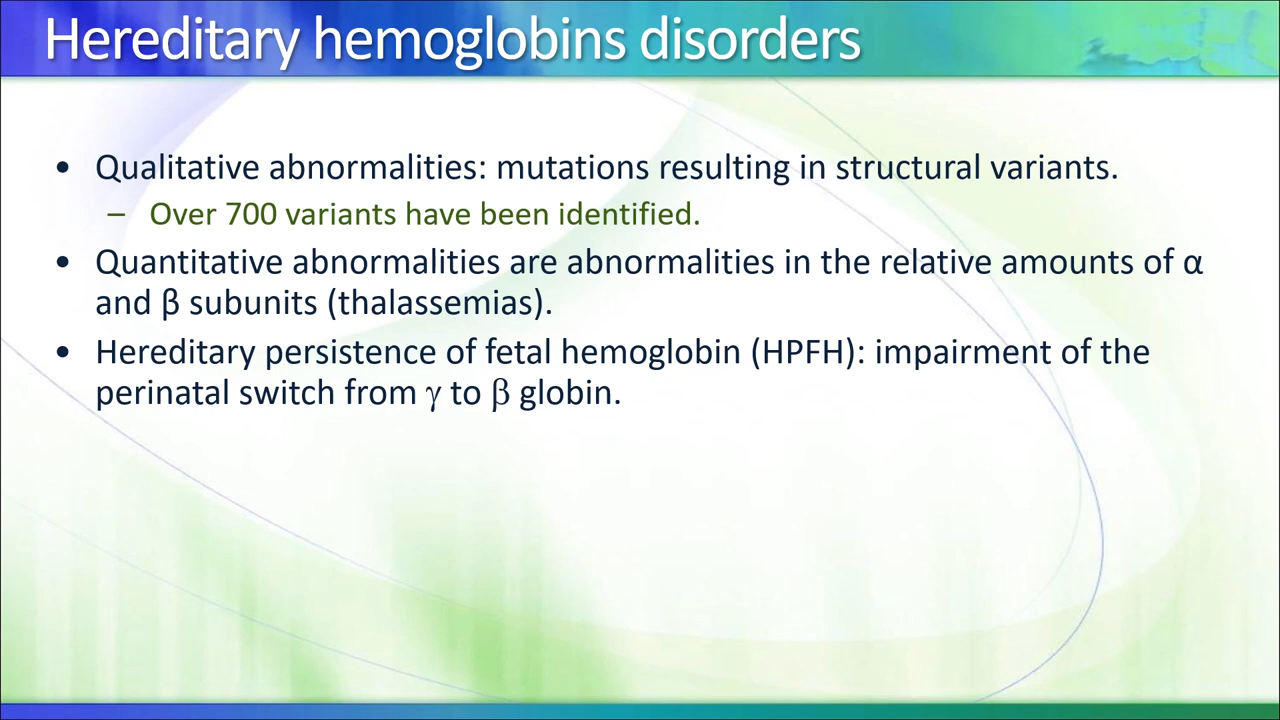 Hereditary hemoglobins disorders
• Qualitative abnormalities: mutations resulting in structural variants.
– Over 700 variants have been identified.
• Quantitative abnormalities are abnormalities in the relative amounts of α
and β subunits (thalassemias).
• Hereditary persistence of fetal hemoglobin (HPFH): impairment of the
perinatal switch from γ to β globin.